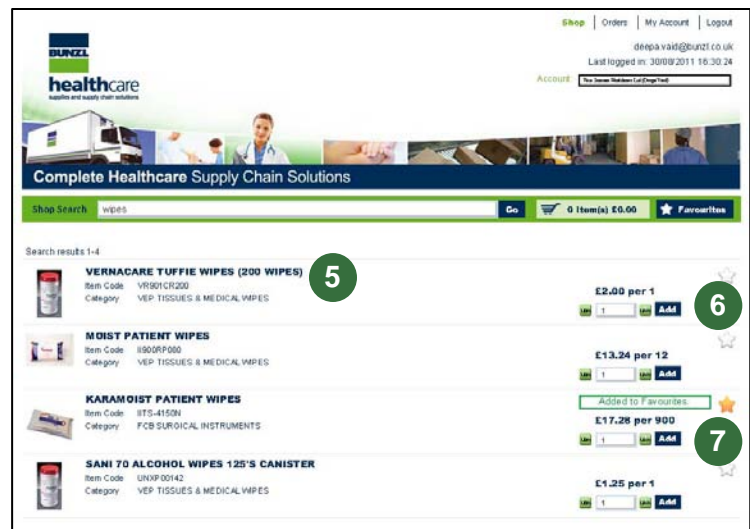 Shop Orders My Account Logout
deepa.vaid@bunzl.co.uk
Last logged in: 30/08/2011 16:30:24
Account
BUNZL
healthcare
supplies and supply chain solutions
Complete Healthcare Supply Chain Solutions
Shop Search wipes Go 0 Item(s) £0.00 Favourites
Search results 1-4
VERNACARE TUFFIE WIPES (200 WIPES) 5
Item Code VR901CR200
Category VEP TISSUES & MEDICAL WIPES
£2.00 per 1
1 Add
6
MOIST PATIENT WIPES
Item Code II900RP080
Category VEP TISSUES & MEDICAL WIPES
£13.24 per 12
1 Add
KARAMOIST PATIENT WIPES
Item Code IITS-4150N
Category FCB SURGICAL INSTRUMENTS
Added to Favourites.
£17.28 per 900
1 Add
7
SANI 70 ALCOHOL WIPES 125'S CANISTER
Item Code UNXP00142
Category VEP TISSUES & MEDICAL WIPES
£1.25 per 1
1 Add